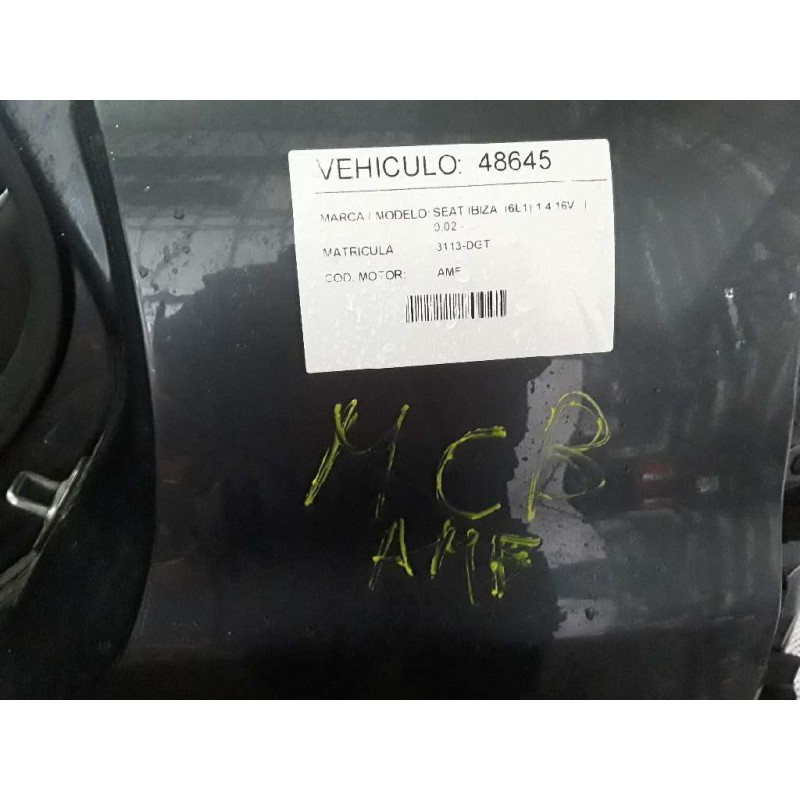 VEHICULO: 48645
MARCA / MODELO: SEAT IBIZA (6L1) 1.4 16V |
0.02 -
MATRICULA 3113-DGT
COD. MOTOR: AMF
MCB
AMF